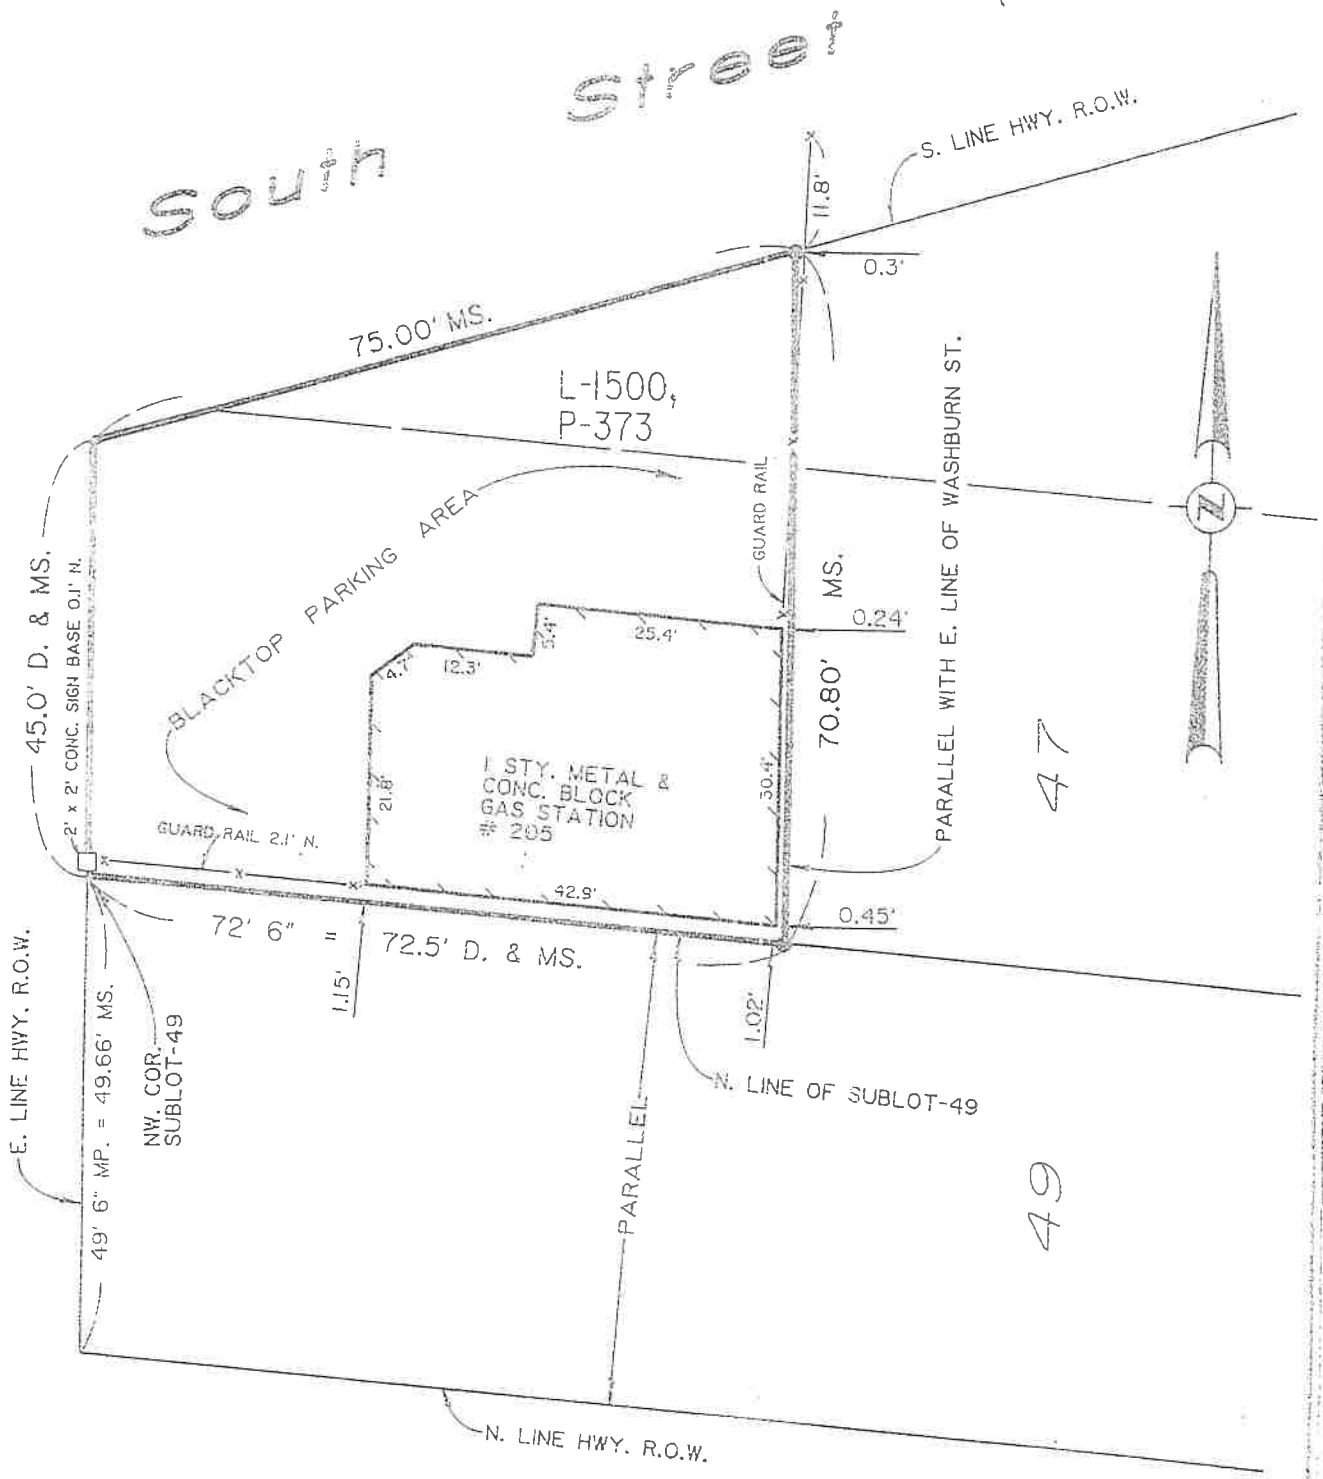 South Street
S. LINE HWY. R.O.W.
11.8'
0.3'
75.00' MS.
L-1500,
P-373
BLACKTOP PARKING AREA
GUARD RAIL
PARALLEL WITH E. LINE OF WASHBURN ST.
N
45.0' D. & MS.
2' x 2' CONC. SIGN BASE 0.1' N.
MS.
70.80'
0.24'
25.4'
5.4'
12.3'
4.7'
21.8'
30.4'
1 STY. METAL &
CONC. BLOCK
GAS STATION
# 205
47
GUARD RAIL 2.1' N.
42.9'
0.45'
72' 6" = 72.5' D. & MS.
1.15'
1.02'
E. LINE HWY. R.O.W.
49' 6" MP. = 49.66' MS.
NW. COR.
SUBLOT-49
N. LINE OF SUBLOT-49
PARALLEL
49
N. LINE HWY. R.O.W.